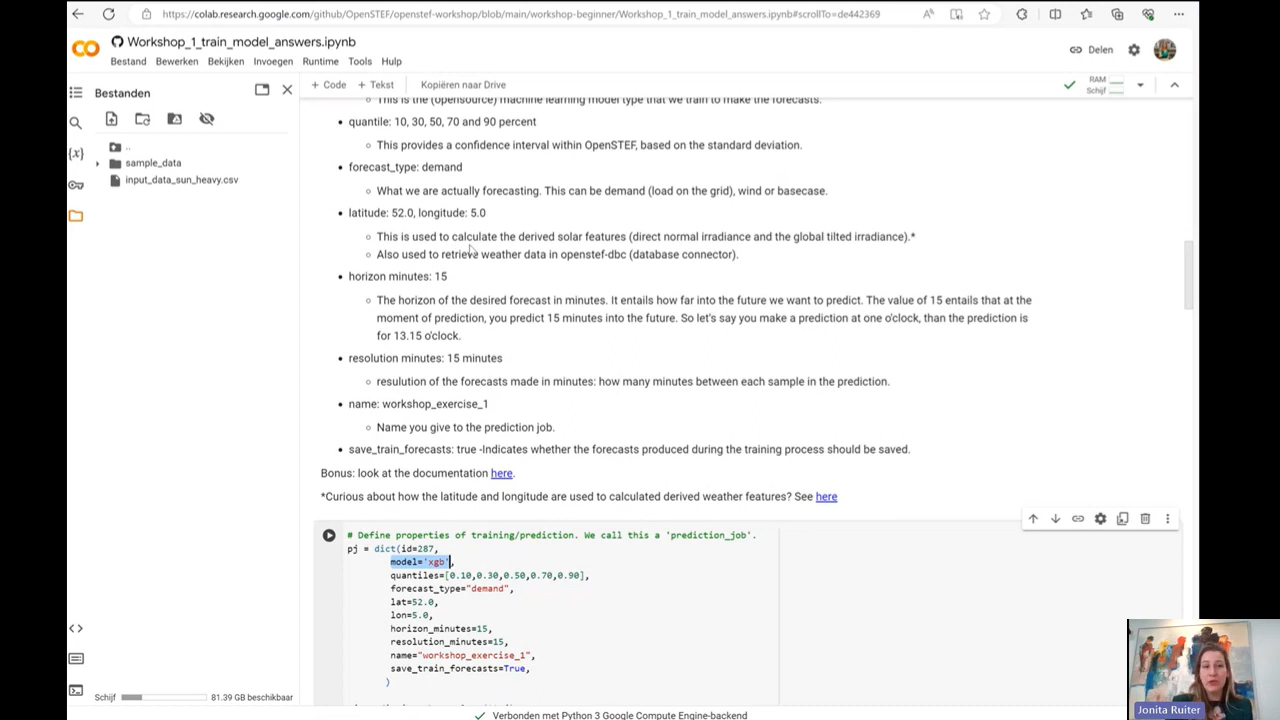 https://colab.research.google.com/github/OpenSTEF/openstef-workshop/blob/main/workshop-beginner/Workshop_1_train_model_answers.ipynb#scrollTo=de442369
Workshop_1_train_model_answers.ipynb
Delen
Bestand Bewerken Bekijken Invoegen Runtime Tools Help
Bestanden
+ Code + Tekst Kopiëren naar Drive
RAM
Schijf
This is the (opensource) machine learning model type that we train to make the forecasts.
..
sample_data
input_data_sun_heavy.csv
• quantile: 10, 30, 50, 70 and 90 percent
This provides a confidence interval within OpenSTEF, based on the standard deviation.
• forecast_type: demand
What we are actually forecasting. This can be demand (load on the grid), wind or basecase.
• latitude: 52.0, longitude: 5.0
This is used to calculate the derived solar features (direct normal irradiance and the global tilted irradiance).*
Also used to retrieve weather data in openstef-dbc (database connector).
• horizon minutes: 15
The horizon of the desired forecast in minutes. It entails how far into the future we want to predict. The value of 15 entails that at the
moment of prediction, you predict 15 minutes into the future. So let's say you make a prediction at one o'clock, than the prediction is
for 13.15 o'clock.
• resolution minutes: 15 minutes
resulution of the forecasts made in minutes: how many minutes between each sample in the prediction.
• name: workshop_exercise_1
Name you give to the prediction job.
• save_train_forecasts: true -Indicates whether the forecasts produced during the training process should be saved.
Bonus: look at the documentation here.
*Curious about how the latitude and longitude are used to calculated derived weather features? See here
# Define properties of training/prediction. We call this a 'prediction_job'.
pj = dict(id=287,
model='xgb',
quantiles=[0.10,0.30,0.50,0.70,0.90],
forecast_type="demand",
lat=52.0,
lon=5.0,
horizon_minutes=15,
resolution_minutes=15,
name="workshop_exercise_1",
save_train_forecasts=True,
)
Schijf 81.39 GB beschikbaar
Verbonden met Python 3 Google Compute Engine-backend
Jonita Ruiter